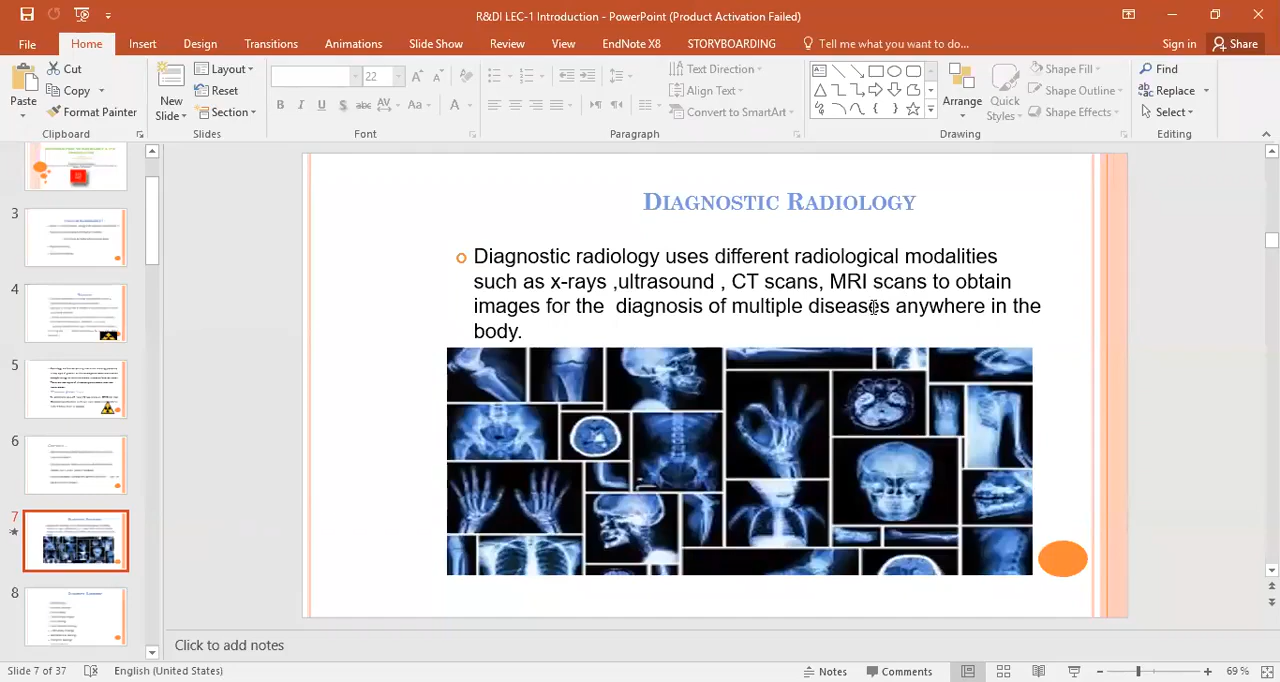 R&DI LEC-1 Introduction - PowerPoint (Product Activation Failed)
File Home Insert Design Slide Show Transitions Animations Review View EndNote X8 STORYBOARDING Tell me what you want to do... Sign in Share
Paste
Cut
Copy
Format Painter
Clipboard
New
Slide
Layout
Reset
Section
Slides
22
B I U S abc AV Aa A
Font
Text Direction
Align Text
Convert to SmartArt
Paragraph
Arrange
Quick
Styles
Shape Fill
Shape Outline
Shape Effects
Drawing
Find
Replace
Select
Editing
3
4
5
6
7
8
DIAGNOSTIC RADIOLOGY
Diagnostic radiology uses different radiological modalities
such as x-rays ,ultrasound , CT scans, MRI scans to obtain
images for the diagnosis of multiple diseases anywhere in the
body.
Click to add notes
Slide 7 of 37 English (United States) Notes Comments 69 %